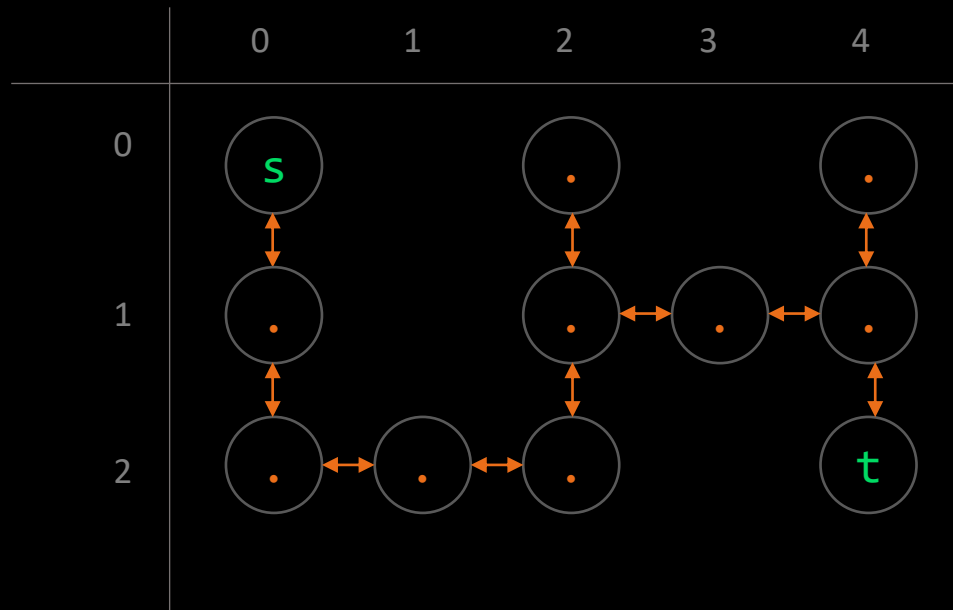 0 1 2 3 4
0 s . .
1 . . . .
2 . . . t